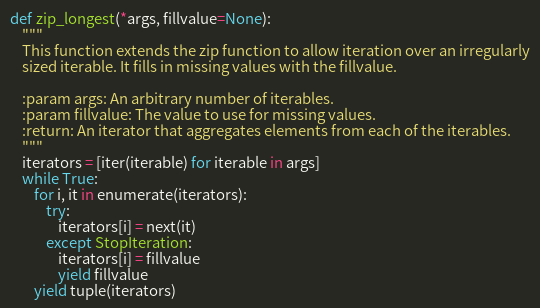 def zip_longest(*args, fillvalue=None):
    """
    This function extends the zip function to allow iteration over an irregularly
    sized iterable. It fills in missing values with the fillvalue.

    :param args: An arbitrary number of iterables.
    :param fillvalue: The value to use for missing values.
    :return: An iterator that aggregates elements from each of the iterables.
    """
    iterators = [iter(iterable) for iterable in args]
    while True:
        for i, it in enumerate(iterators):
            try:
                iterators[i] = next(it)
            except StopIteration:
                iterators[i] = fillvalue
                yield fillvalue
        yield tuple(iterators)